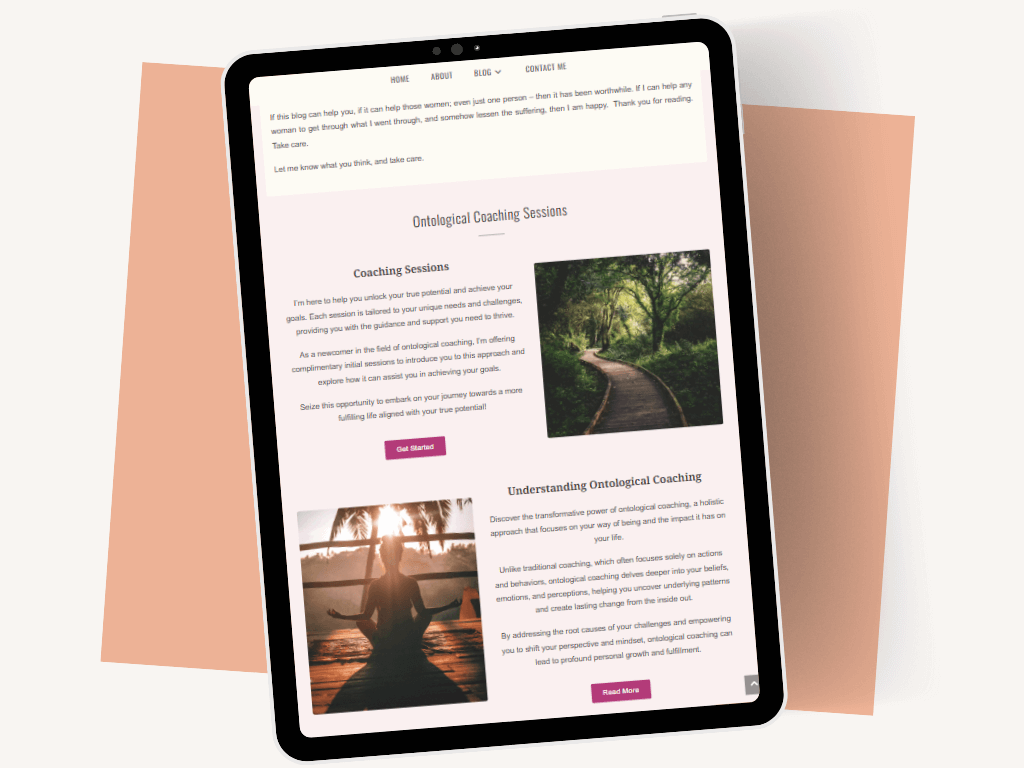 HOME ABOUT BLOG CONTACT ME
If this blog can help you, if it can help those women; even just one person – then it has been worthwhile. If I can help any
woman to get through what I went through, and somehow lessen the suffering, then I am happy. Thank you for reading.
Take care.
Let me know what you think, and take care.
Ontological Coaching Sessions
Coaching Sessions
I'm here to help you unlock your true potential and achieve your
goals. Each session is tailored to your unique needs and challenges,
providing you with the guidance and support you need to thrive.
As a newcomer in the field of ontological coaching, I'm offering
complimentary initial sessions to introduce you to this approach and
explore how it can assist you in achieving your goals.
Seize this opportunity to embark on your journey towards a more
fulfilling life aligned with your true potential!
Get Started
Understanding Ontological Coaching
Discover the transformative power of ontological coaching, a holistic
approach that focuses on your way of being and the impact it has on
your life.
Unlike traditional coaching, which often focuses solely on actions
and behaviors, ontological coaching delves deeper into your beliefs,
emotions, and perceptions, helping you uncover underlying patterns
and create lasting change from the inside out.
By addressing the root causes of your challenges and empowering
you to shift your perspective and mindset, ontological coaching can
lead to profound personal growth and fulfillment.
Read More